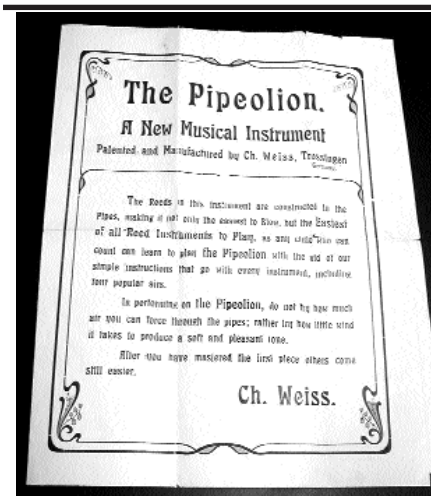 The Pipeolion.
A New Musical Instrument
Patented and Manufactured by Ch. Weiss, Trossingen
The Reeds in this instrument are constructed in the
Pipes, making it not only the easiest to Blow, but the Easiest
of all Reed Instruments to Play, as any child who can
count can learn to play the Pipeolion with the aid of our
simple instructions that go with every instrument, including
four popular airs.
In performing on the Pipeolion, do not try how much
air you can force through the pipes; rather try how little wind
it takes to produce a soft and pleasant tone.
After you have mastered the first piece others come
still easier.
Ch. Weiss.